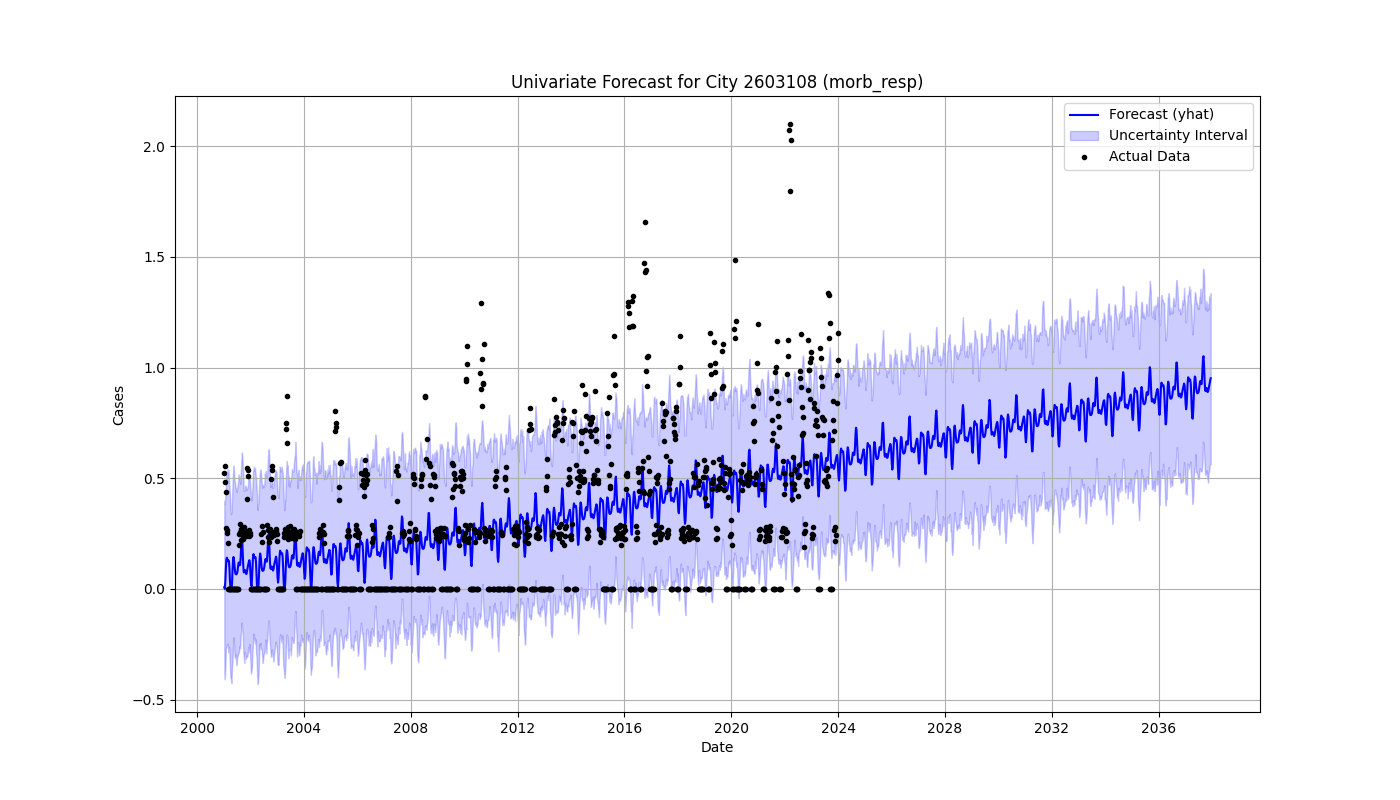 Univariate Forecast for City 2603108 (morb_resp)
Forecast (yhat)
Uncertainty Interval
Actual Data
Cases
2.0
1.5
1.0
0.5
0.0
−0.5
2000 2004 2008 2012 2016 2020 2024 2028 2032 2036
Date